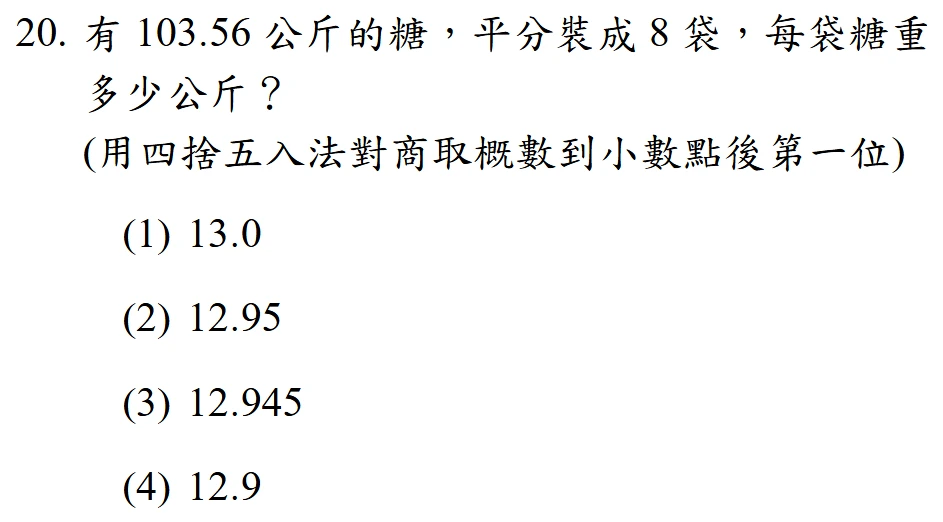 20. 有 103.56 公斤的糖，平分裝成 8 袋，每袋糖重
多少公斤？
(用四捨五入法對商取概數到小數點後第一位)
(1) 13.0
(2) 12.95
(3) 12.945
(4) 12.9